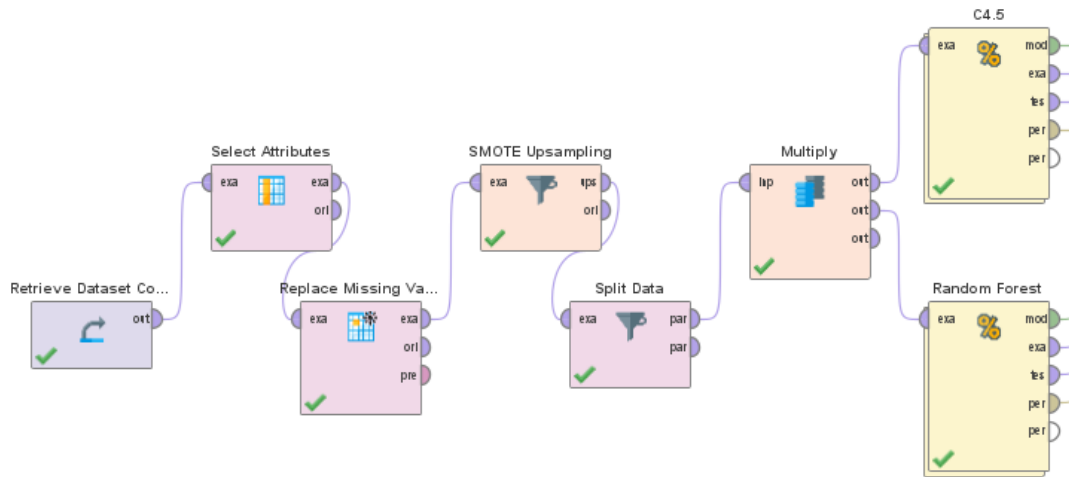 C4.5
exa
mod
exa
tes
per
per
Select Attributes
exa
exa
ori
SMOTE Upsampling
exa
ups
ori
Multiply
inp
out
out
out
Retrieve Dataset Co...
out
Replace Missing Va...
exa
exa
ori
pre
Split Data
exa
par
par
Random Forest
exa
mod
exa
tes
per
per